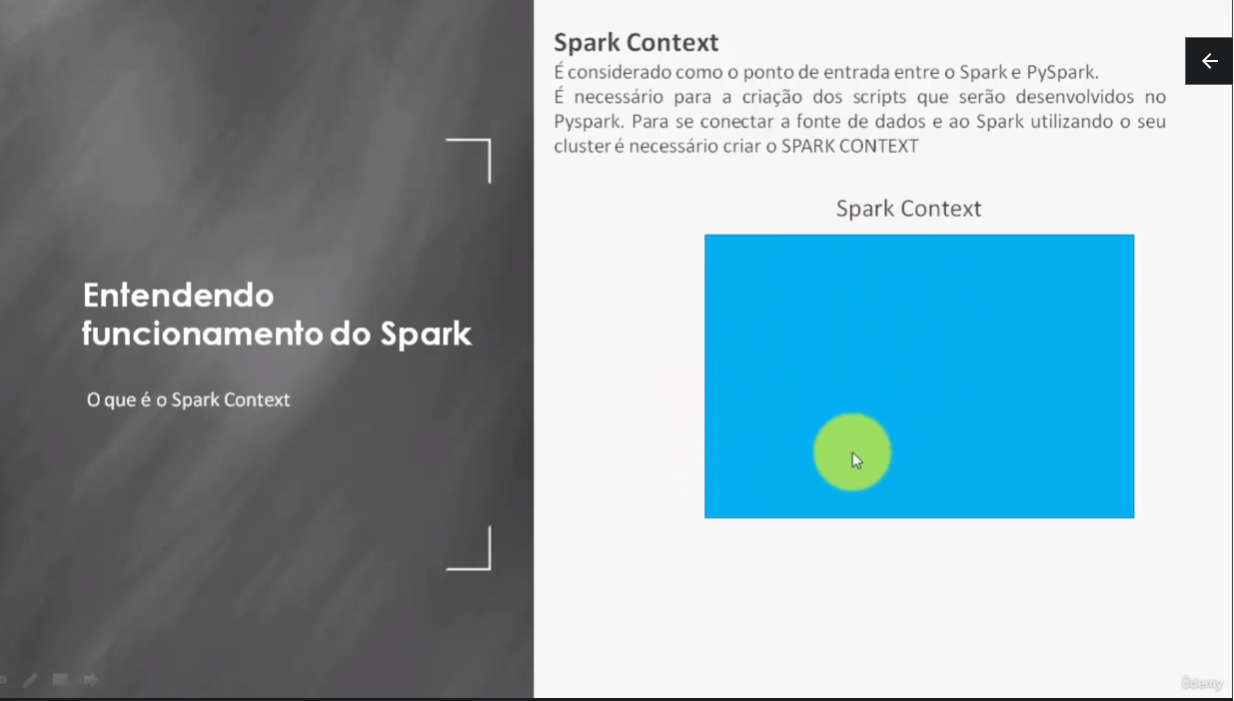 Entendendo
funcionamento do Spark
O que é o Spark Context
Spark Context
É considerado como o ponto de entrada entre o Spark e PySpark.
É necessário para a criação dos scripts que serão desenvolvidos no
Pyspark. Para se conectar a fonte de dados e ao Spark utilizando o seu
cluster é necessário criar o SPARK CONTEXT
Spark Context
ûdemy